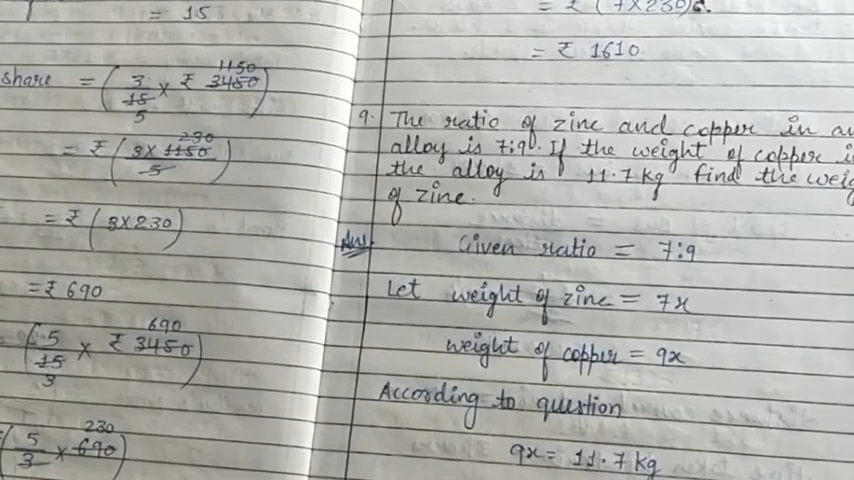 = 15
share = ( 3/15 × ₹ 3450 )
1150
5
= ₹ ( 3 × 1150 / 5 )
230
= ₹ ( 3×230 )
= ₹ 690
( 5/15 × ₹ 3450 )
690
3
( 5/3 × 690 )
230
= ₹ (7×230)
= ₹ 1610
9. The ratio of zinc and copper in an
alloy is 7:9. If the weight of copper in
the alloy is 11.7 kg find the
of zinc.
Ans. Given ratio = 7:9
Let weight of zinc = 7x
weight of copper = 9x
According to question
9x = 11.7 kg